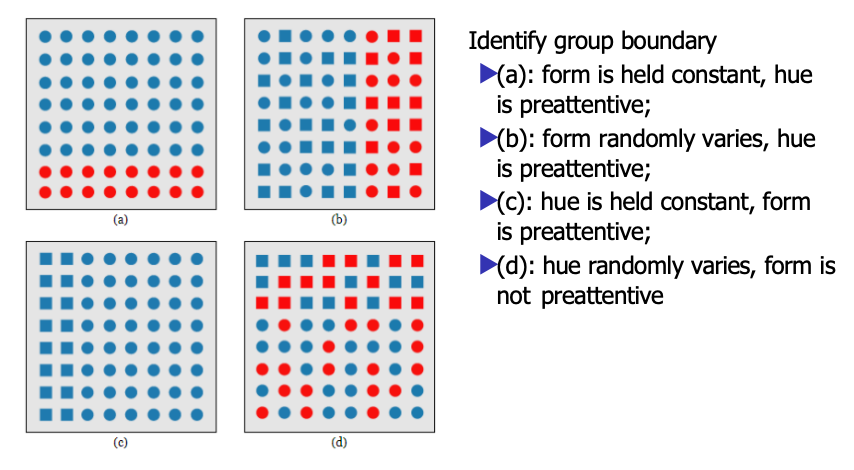 (a)
(b)
(c)
(d)
Identify group boundary
(a): form is held constant, hue
is preattentive;
(b): form randomly varies, hue
is preattentive;
(c): hue is held constant, form
is preattentive;
(d): hue randomly varies, form is
not preattentive